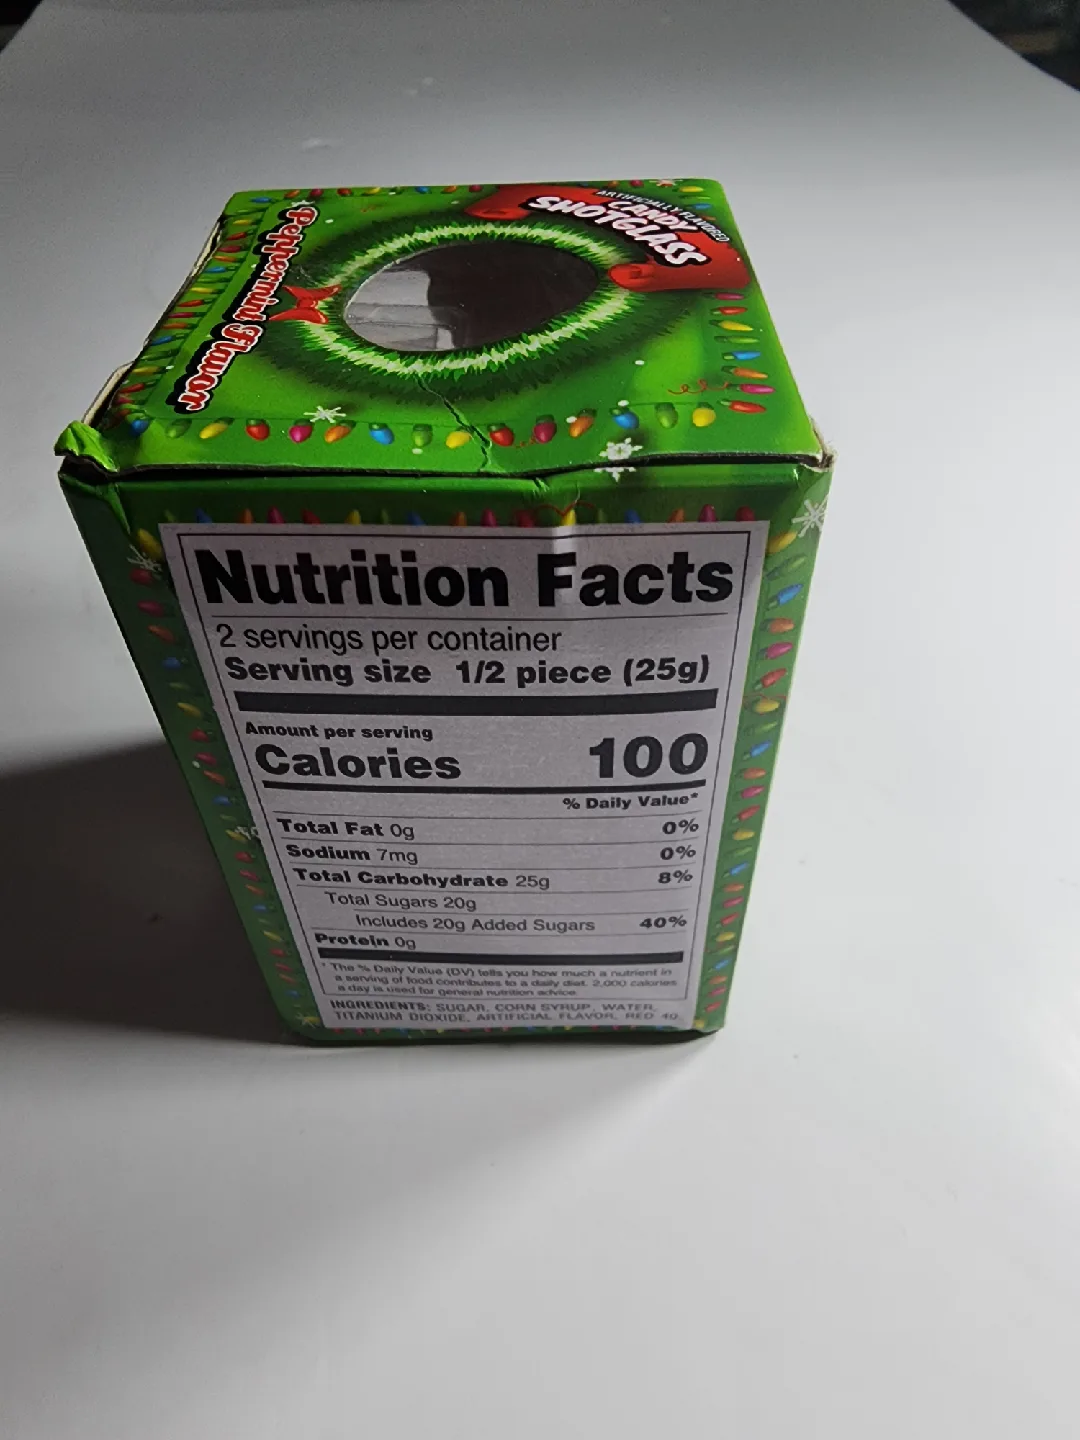 ARTIFICIALLY FLAVORED
CANDY
SHOTGLASS
Peppermint Flavor
Nutrition Facts
2 servings per container
Serving size 1/2 piece (25g)
Amount per serving
Calories 100
% Daily Value*
Total Fat 0g 0%
Sodium 7mg 0%
Total Carbohydrate 25g 8%
Total Sugars 20g
Includes 20g Added Sugars 40%
Protein 0g
* The % Daily Value (DV) tells you how much a nutrient in
a serving of food contributes to a daily diet. 2,000 calories
a day is used for general nutrition advice.
INGREDIENTS: SUGAR, CORN SYRUP, WATER,
TITANIUM DIOXIDE, ARTIFICIAL FLAVOR, RED 40